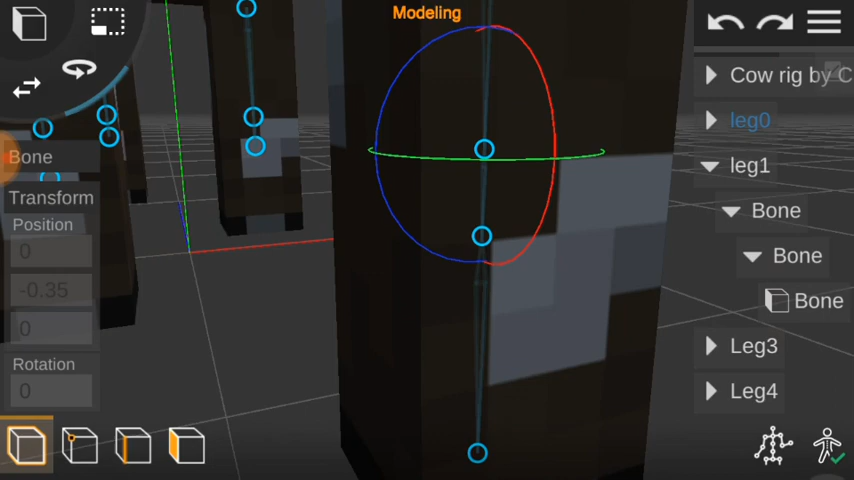 Modeling
Bone
Transform
Position
0
-0.35
0
Rotation
0
Cow rig by C
leg0
leg1
Bone
Bone
Bone
Leg3
Leg4